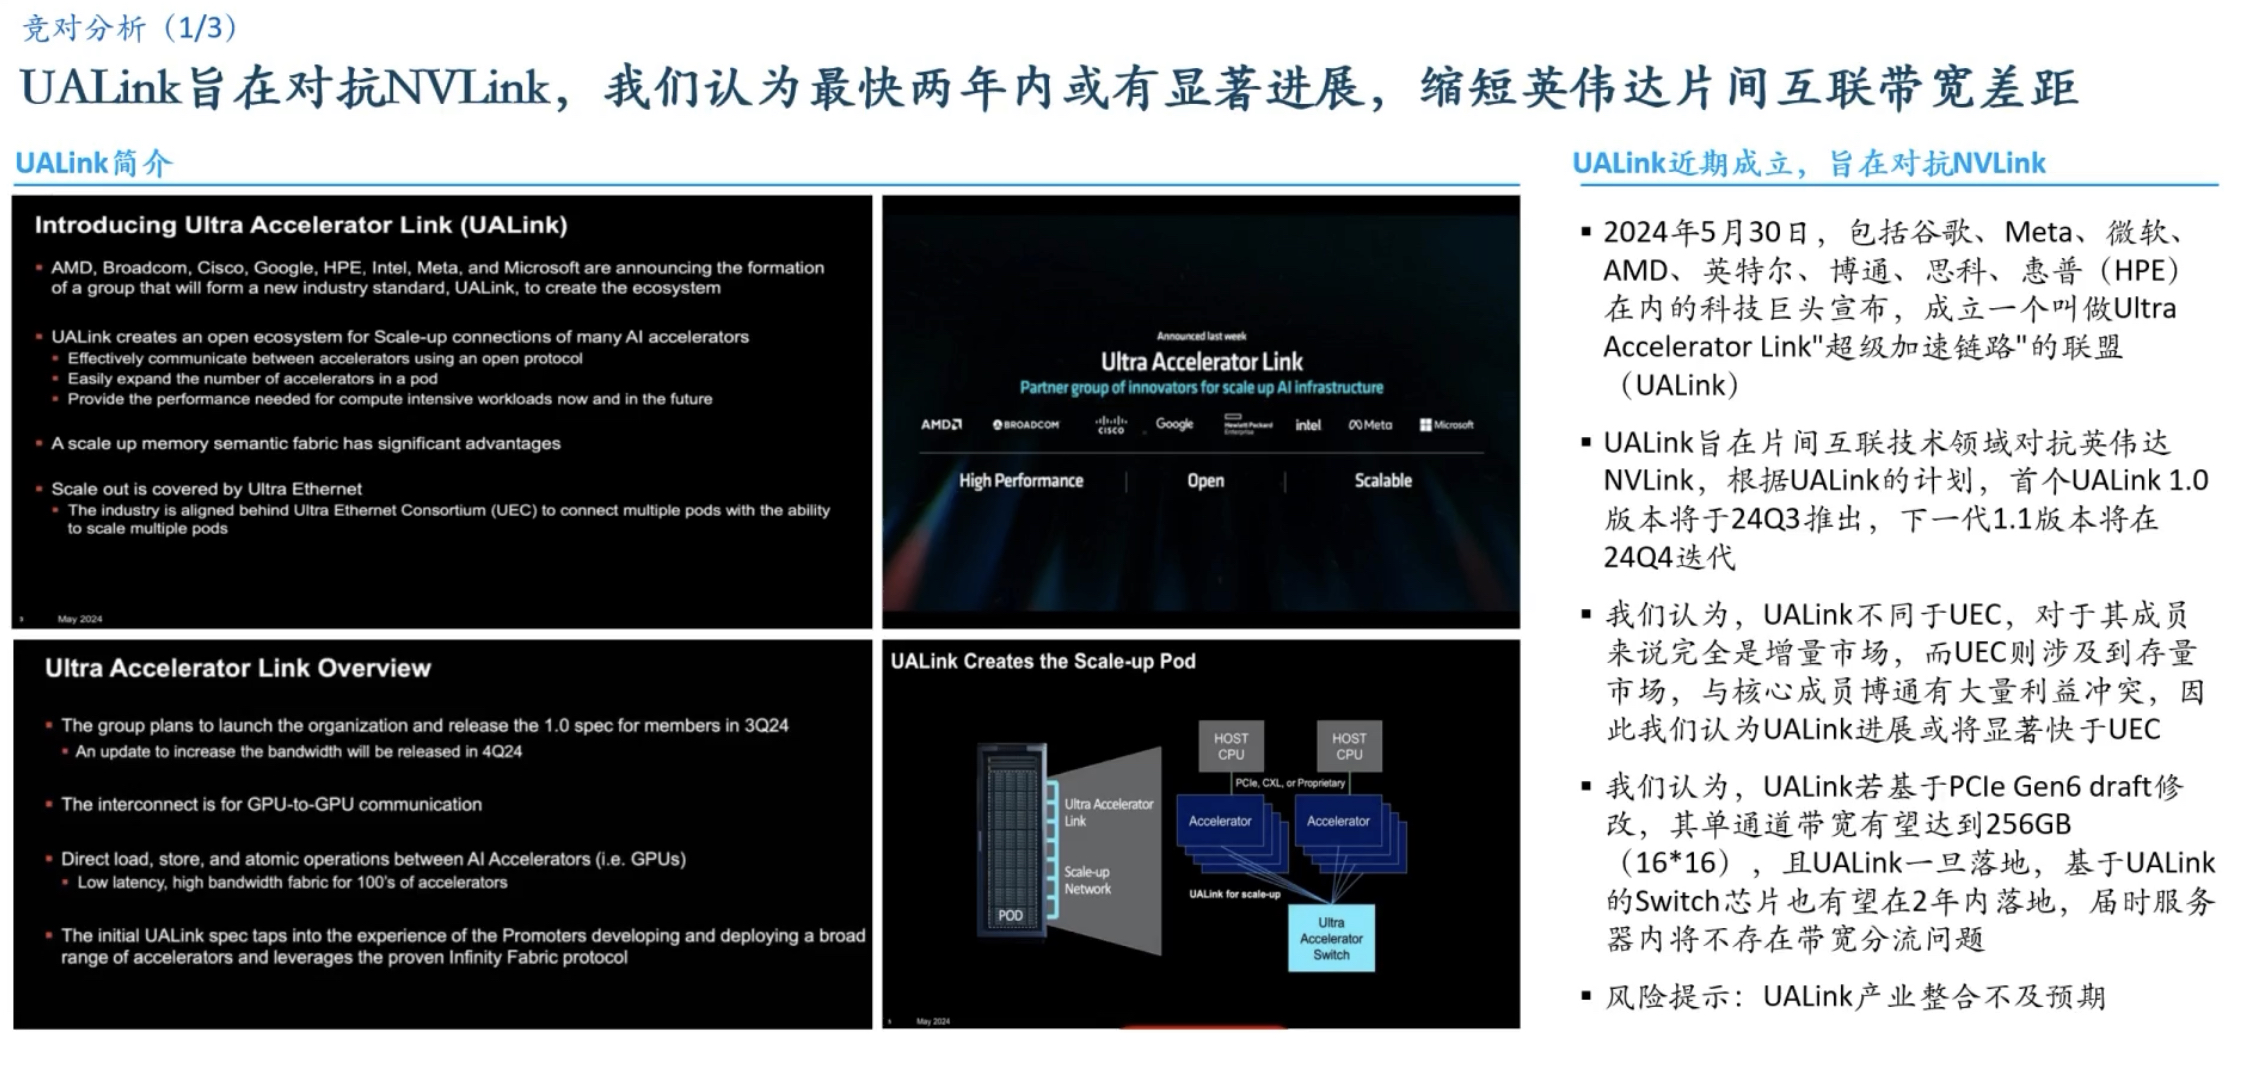 竞对分析（1/3）
UALink旨在对抗NVLink，我们认为最快两年内或有显著进展，缩短英伟达片间互联带宽差距
UALink简介
Introducing Ultra Accelerator Link (UALink)
AMD, Broadcom, Cisco, Google, HPE, Intel, Meta, and Microsoft are announcing the formation
of a group that will form a new industry standard, UALink, to create the ecosystem
UALink creates an open ecosystem for Scale-up connections of many AI accelerators
Effectively communicate between accelerators using an open protocol
Easily expand the number of accelerators in a pod
Provide the performance needed for compute intensive workloads now and in the future
A scale up memory semantic fabric has significant advantages
Scale out is covered by Ultra Ethernet
The industry is aligned behind Ultra Ethernet Consortium (UEC) to connect multiple pods with the ability
to scale multiple pods
May 2024
Announced last week
Ultra Accelerator Link
Partner group of innovators for scale up AI infrastructure
AMD BROADCOM CISCO Google Hewlett Packard Enterprise intel Meta Microsoft
High Performance | Open | Scalable
Ultra Accelerator Link Overview
The group plans to launch the organization and release the 1.0 spec for members in 3Q24
An update to increase the bandwidth will be released in 4Q24
The interconnect is for GPU-to-GPU communication
Direct load, store, and atomic operations between AI Accelerators (i.e. GPUs)
Low latency, high bandwidth fabric for 100's of accelerators
The initial UALink spec taps into the experience of the Promoters developing and deploying a broad
range of accelerators and leverages the proven Infinity Fabric protocol
UALink Creates the Scale-up Pod
POD
Ultra Accelerator
Link
Scale-up
Network
HOST
CPU
HOST
CPU
PCIe, CXL, or Proprietary
Accelerator
Accelerator
UALink for scale-up
Ultra
Accelerator
Switch
May 2024
UALink近期成立，旨在对抗NVLink
2024年5月30日，包括谷歌、Meta、微软、
AMD、英特尔、博通、思科、惠普（HPE）
在内的科技巨头宣布，成立一个叫做Ultra
Accelerator Link"超级加速链路"的联盟
（UALink）
UALink旨在片间互联技术领域对抗英伟达
NVLink，根据UALink的计划，首个UALink 1.0
版本将于24Q3推出，下一代1.1版本将在
24Q4迭代
我们认为，UALink不同于UEC，对于其成员
来说完全是增量市场，而UEC则涉及到存量
市场，与核心成员博通有大量利益冲突，因
此我们认为UALink进展或将显著快于UEC
我们认为，UALink若基于PCIe Gen6 draft修
改，其单通道带宽有望达到256GB
（16*16），且UALink一旦落地，基于UALink
的Switch芯片也有望在2年内落地，届时服务
器内将不存在带宽分流问题
风险提示：UALink产业整合不及预期